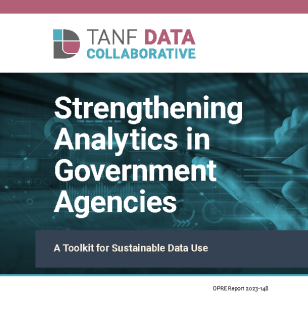 TANF DATA
COLLABORATIVE
Strengthening
Analytics in
Government
Agencies
A Toolkit for Sustainable Data Use
OPRE Report 2023-148